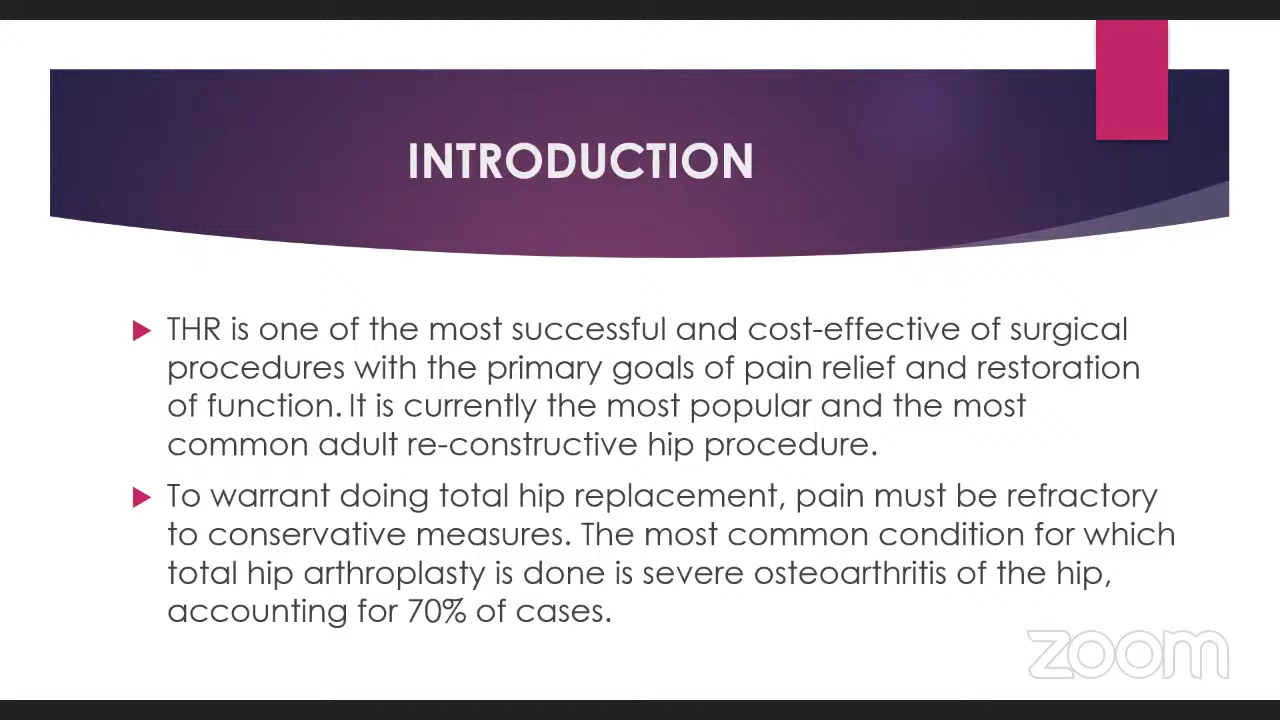 INTRODUCTION
THR is one of the most successful and cost-effective of surgical
procedures with the primary goals of pain relief and restoration
of function. It is currently the most popular and the most
common adult re-constructive hip procedure.
To warrant doing total hip replacement, pain must be refractory
to conservative measures. The most common condition for which
total hip arthroplasty is done is severe osteoarthritis of the hip,
accounting for 70% of cases.
zoom